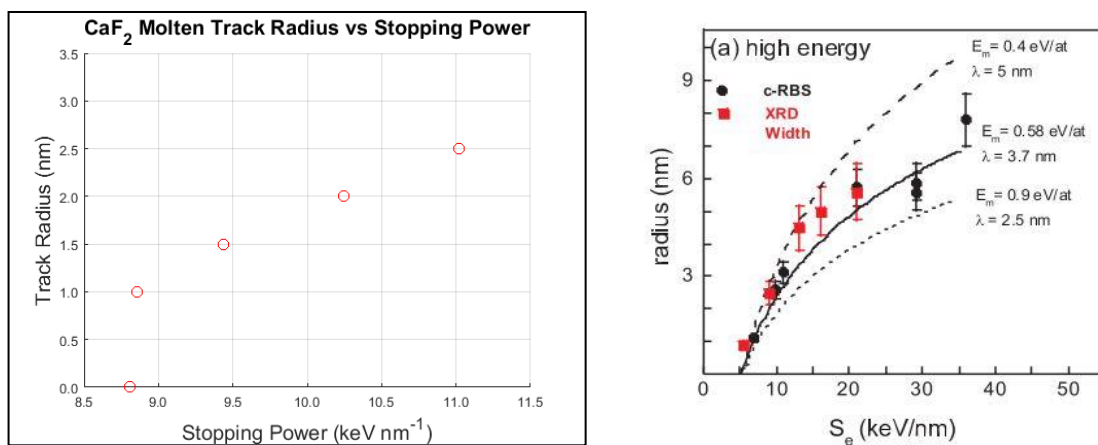 CaF₂ Molten Track Radius vs Stopping Power
3.5
3.0
2.5
2.0
1.5
1.0
0.5
0.0
Track Radius (nm)
8.5 9.0 9.5 10.0 10.5 11.0 11.5
Stopping Power (keV nm⁻¹)
(a) high energy
c-RBS
XRD
Width
E_m= 0.4 eV/at
λ = 5 nm
E_m= 0.58 eV/at
λ = 3.7 nm
E_m= 0.9 eV/at
λ = 2.5 nm
9
6
3
radius (nm)
0 10 20 30 40 50
S_e (keV/nm)